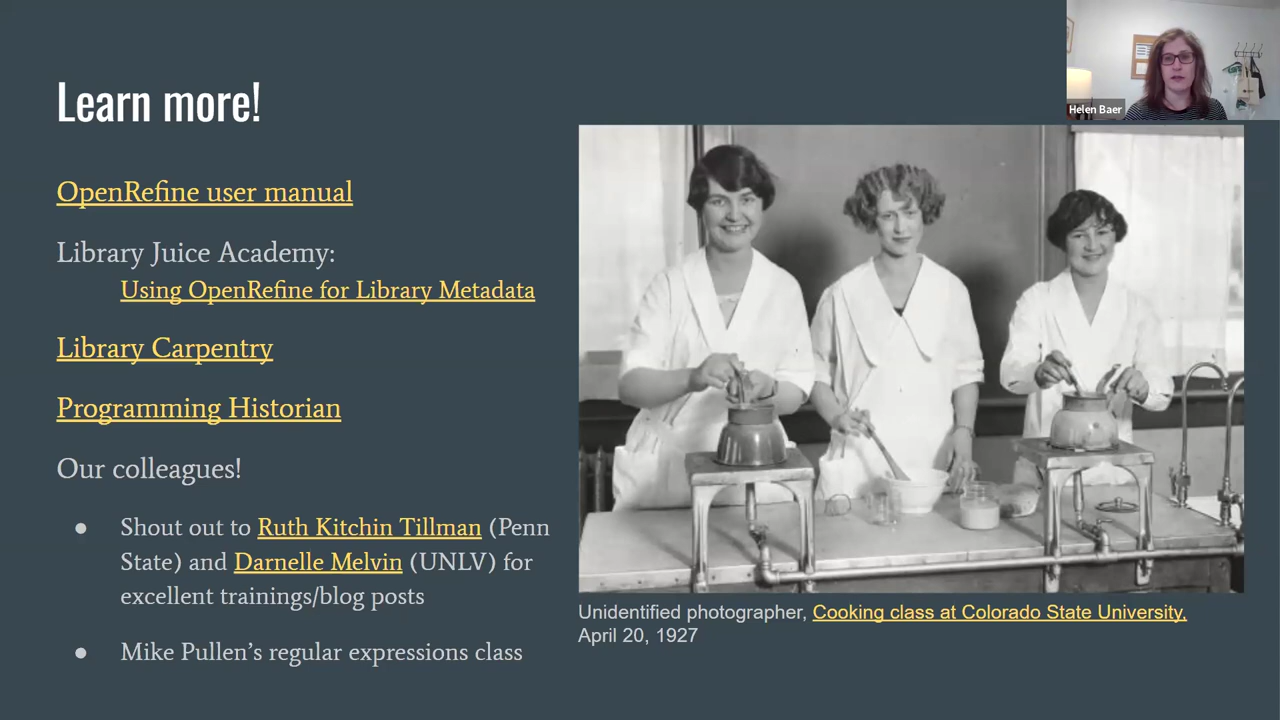 Learn more!
OpenRefine user manual
Library Juice Academy:
Using OpenRefine for Library Metadata
Library Carpentry
Programming Historian
Our colleagues!
● Shout out to Ruth Kitchin Tillman (Penn
State) and Darnelle Melvin (UNLV) for
excellent trainings/blog posts
● Mike Pullen’s regular expressions class
Helen Baer
Unidentified photographer, Cooking class at Colorado State University,
April 20, 1927